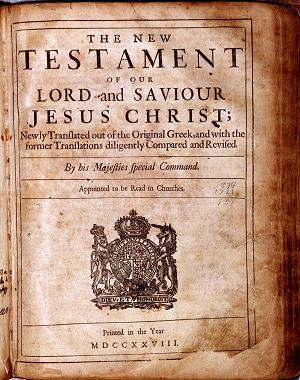 THE NEW
TESTAMENT
OF OUR
LORD and SAVIOUR
JESUS CHRIST;
Newly Tranſlated out of the Original Greek, and with the
former Tranſlations diligently Compared and Reviſed.
By his Majeſties ſpecial Command.
Appointed to be Read in Churches.
DIEV·ET·MON·DROIT
Printed in the Year
MDCCXXVIII.